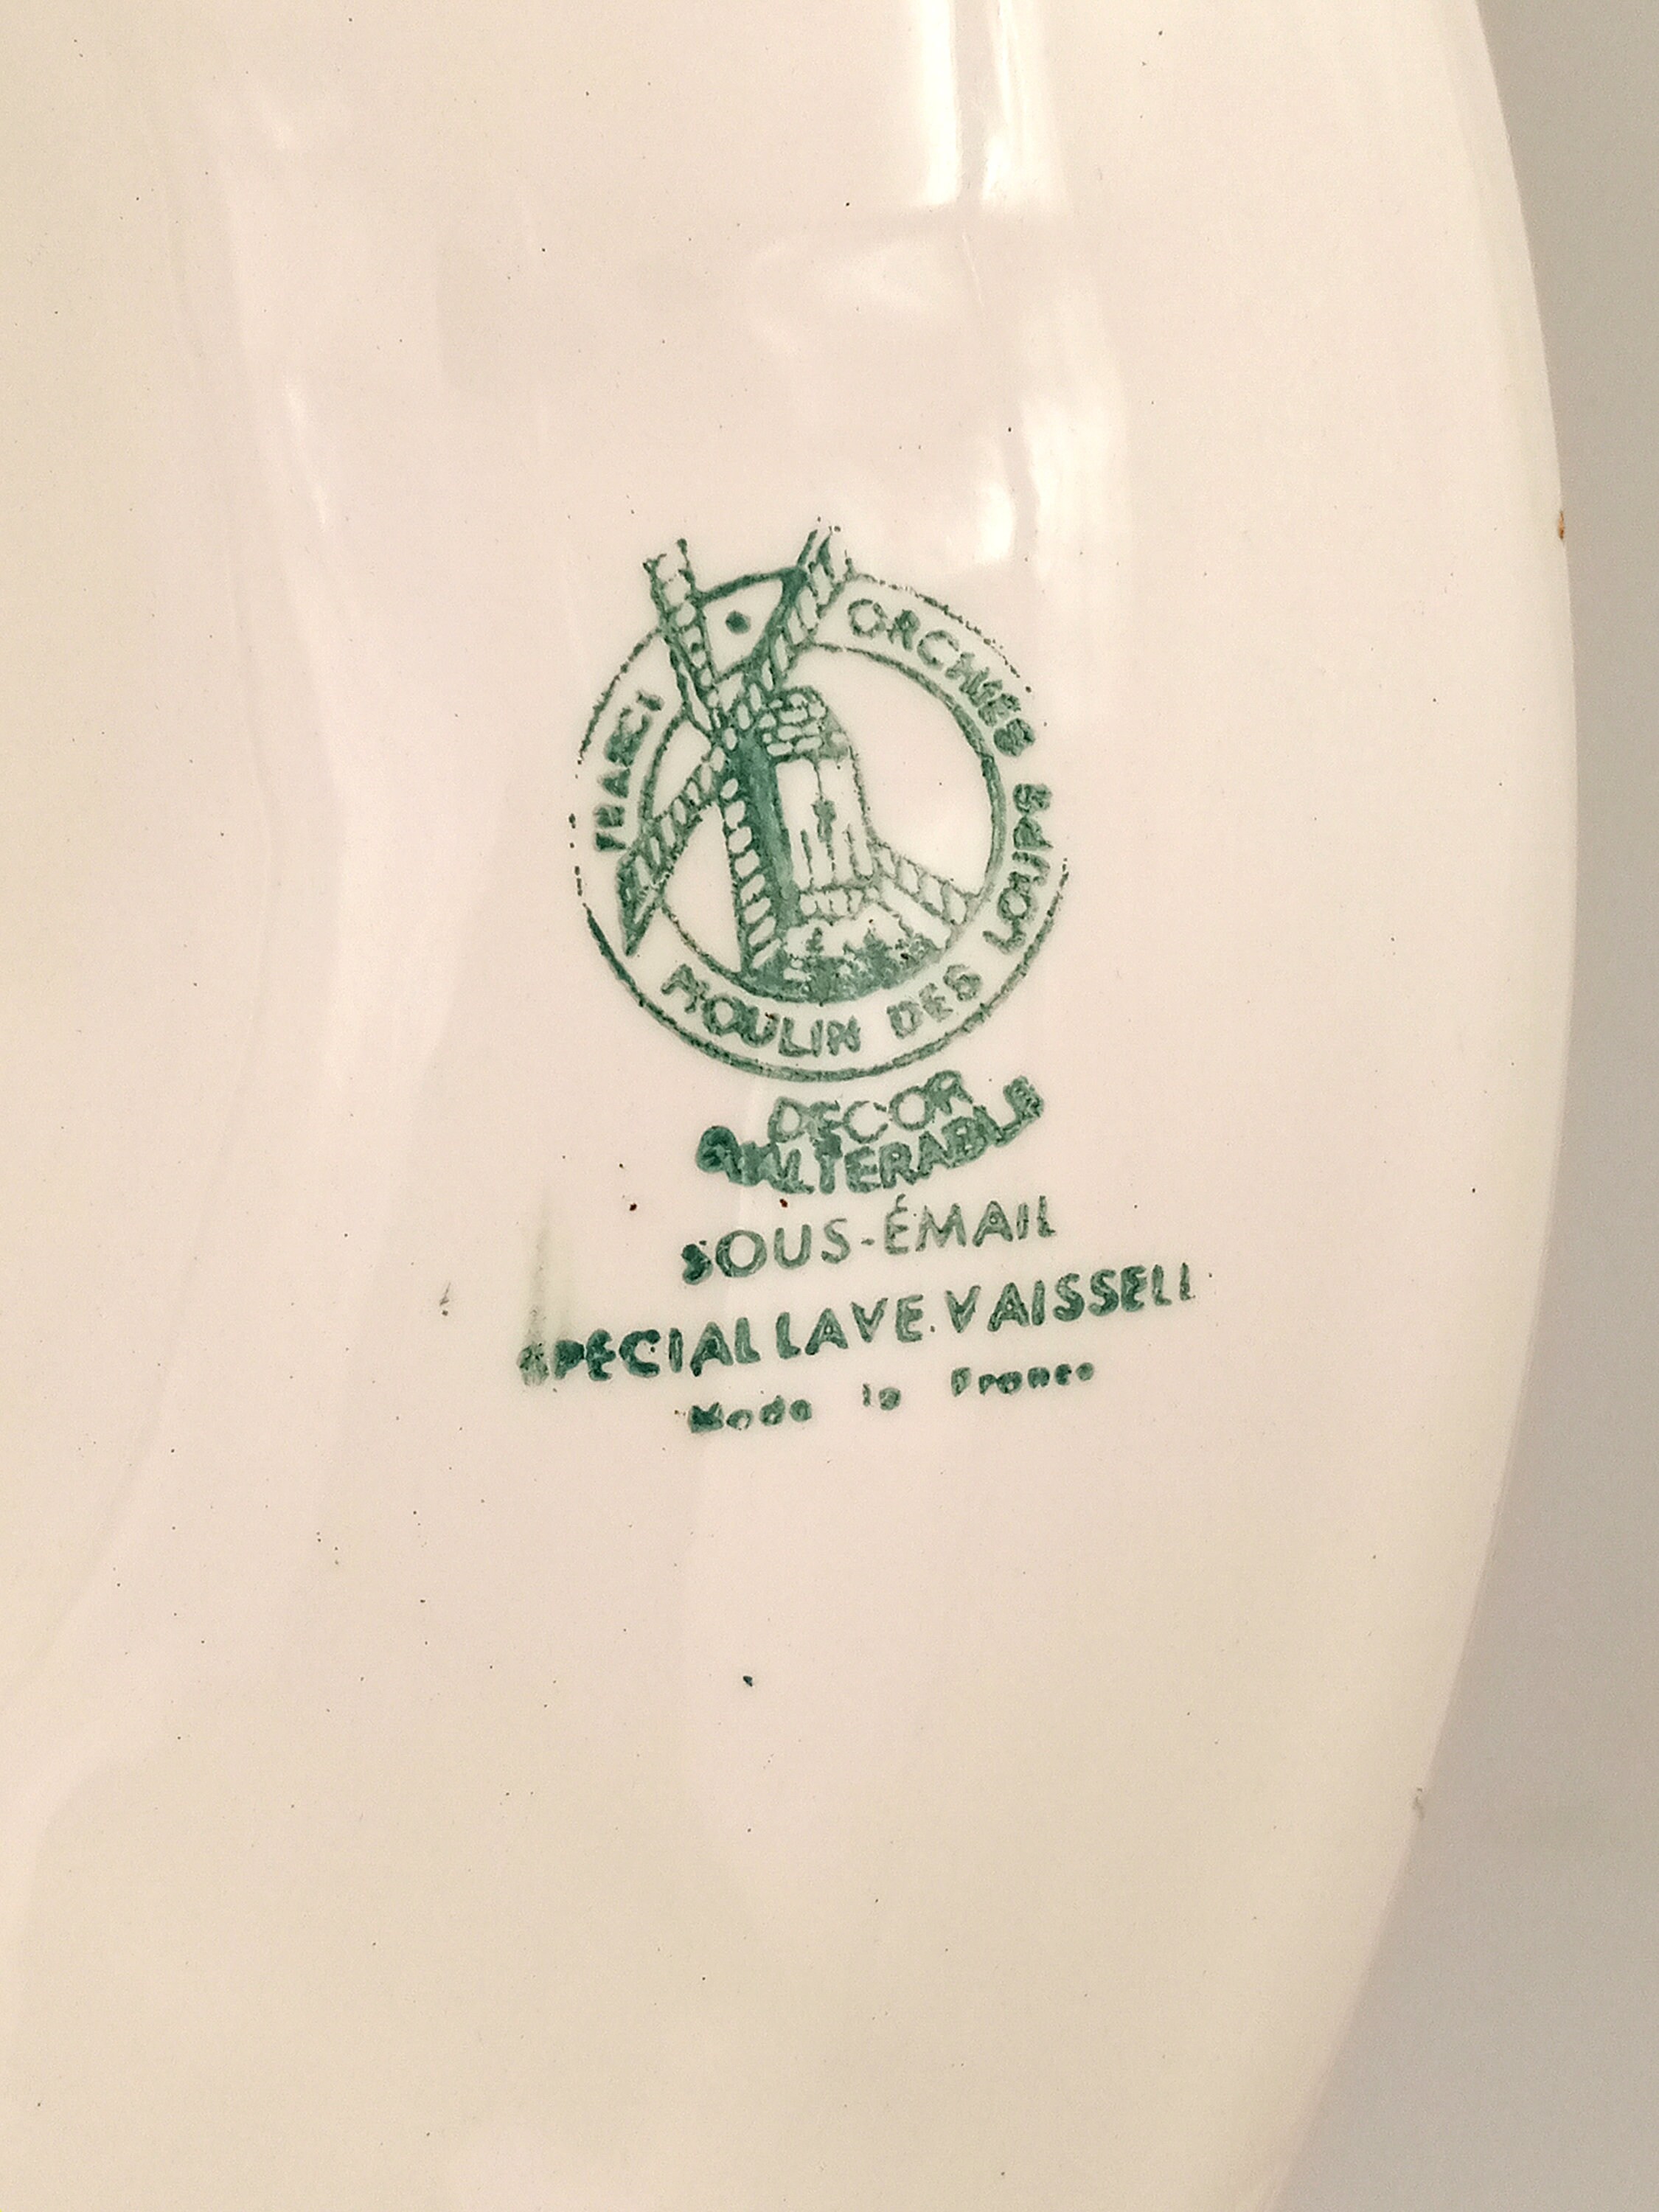 ORCHIES
MOULIN DES LOUPS
DECOR
INALTERABLE
SOUS-ÉMAIL
SPECIAL LAVE.VAISSELL
Made in France